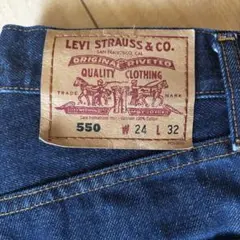 LEVI STRAUSS & CO.
SAN FRANCISCO, CAL.
ORIGINAL RIVETED
QUALITY CLOTHING
TRADE MARK
550 W 24 L 32